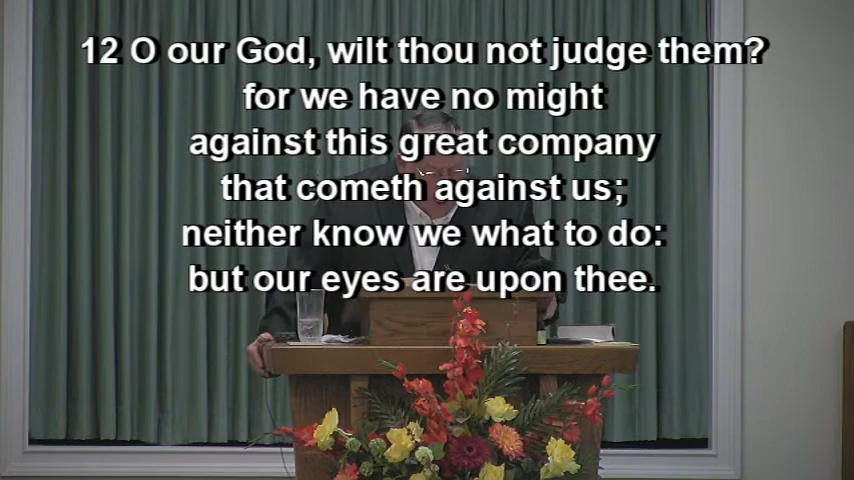 12 O our God, wilt thou not judge them?
for we have no might
against this great company
that cometh against us;
neither know we what to do:
but our eyes are upon thee.